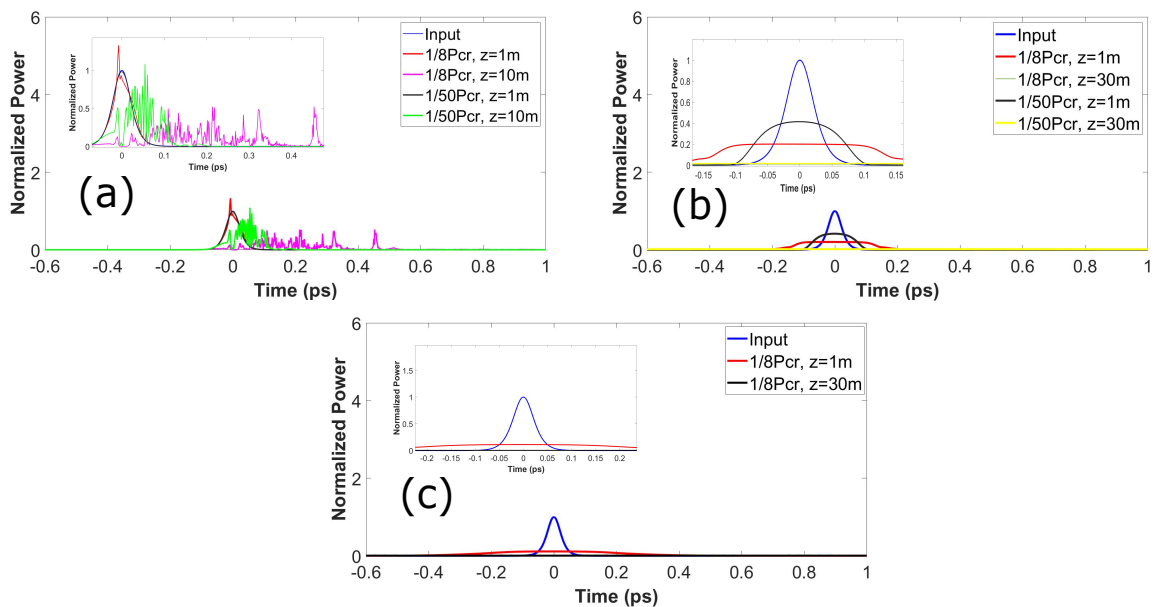 6
4
2
0
Normalized Power
-0.6 -0.4 -0.2 0 0.2 0.4 0.6 0.8 1
Time (ps)
Input
1/8Pcr, z=1m
1/8Pcr, z=10m
1/50Pcr, z=1m
1/50Pcr, z=10m
1
0.5
0
Normalized Power
0 0.1 0.2 0.3 0.4
Time (ps)
(a)
6
4
2
0
Normalized Power
-0.6 -0.4 -0.2 0 0.2 0.4 0.6 0.8 1
Time (ps)
Input
1/8Pcr, z=1m
1/8Pcr, z=30m
1/50Pcr, z=1m
1/50Pcr, z=30m
1
0.8
0.6
0.4
0.2
0
Normalized Power
-0.15 -0.1 -0.05 0 0.05 0.1 0.15
Time (ps)
(b)
6
4
2
0
Normalized Power
-0.6 -0.4 -0.2 0 0.2 0.4 0.6 0.8 1
Time (ps)
Input
1/8Pcr, z=1m
1/8Pcr, z=30m
1.5
1
0.5
0
Normalized Power
-0.2 -0.15 -0.1 -0.05 0 0.05 0.1 0.15 0.2
Time (ps)
(c)